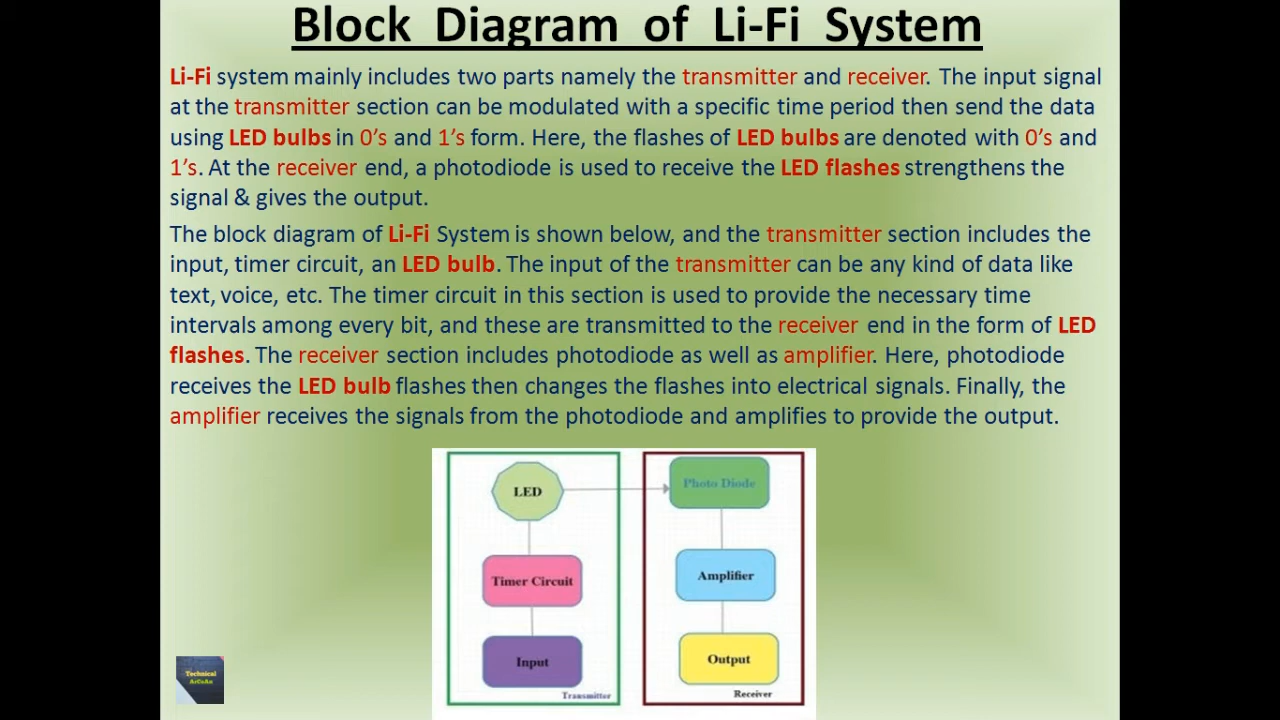 Block Diagram of Li-Fi System
Li-Fi system mainly includes two parts namely the transmitter and receiver. The input signal
at the transmitter section can be modulated with a specific time period then send the data
using LED bulbs in 0’s and 1’s form. Here, the flashes of LED bulbs are denoted with 0’s and
1’s. At the receiver end, a photodiode is used to receive the LED flashes strengthens the
signal & gives the output.
The block diagram of Li-Fi System is shown below, and the transmitter section includes the
input, timer circuit, an LED bulb. The input of the transmitter can be any kind of data like
text, voice, etc. The timer circuit in this section is used to provide the necessary time
intervals among every bit, and these are transmitted to the receiver end in the form of LED
flashes. The receiver section includes photodiode as well as amplifier. Here, photodiode
receives the LED bulb flashes then changes the flashes into electrical signals. Finally, the
amplifier receives the signals from the photodiode and amplifies to provide the output.
LED
Timer Circuit
Input
Transmitter
Photo Diode
Amplifier
Output
Receiver
Technical